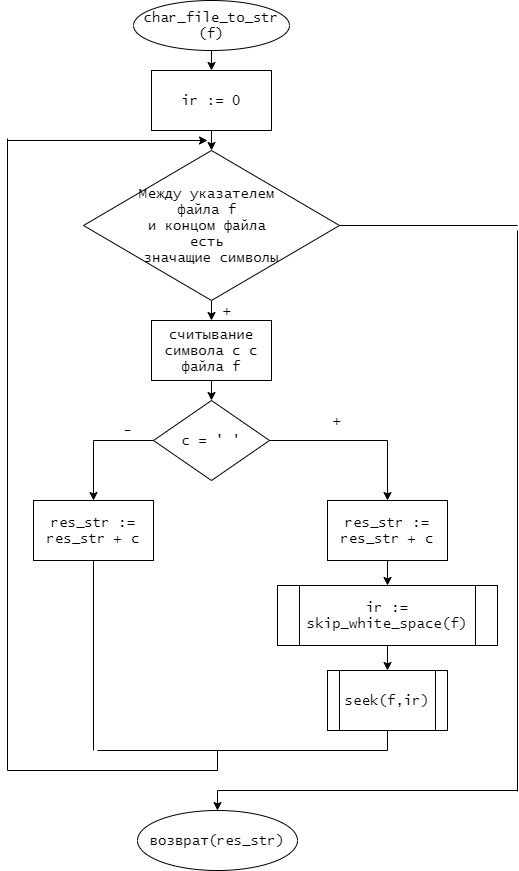 char_file_to_str
(f)
ir := 0
Между указателем
файла f
и концом файла
есть
значащие символы
+
считывание
символа c с
файла f
c = ' '
-
+
res_str :=
res_str + c
res_str :=
res_str + c
ir :=
skip_white_space(f)
seek(f,ir)
возврат(res_str)